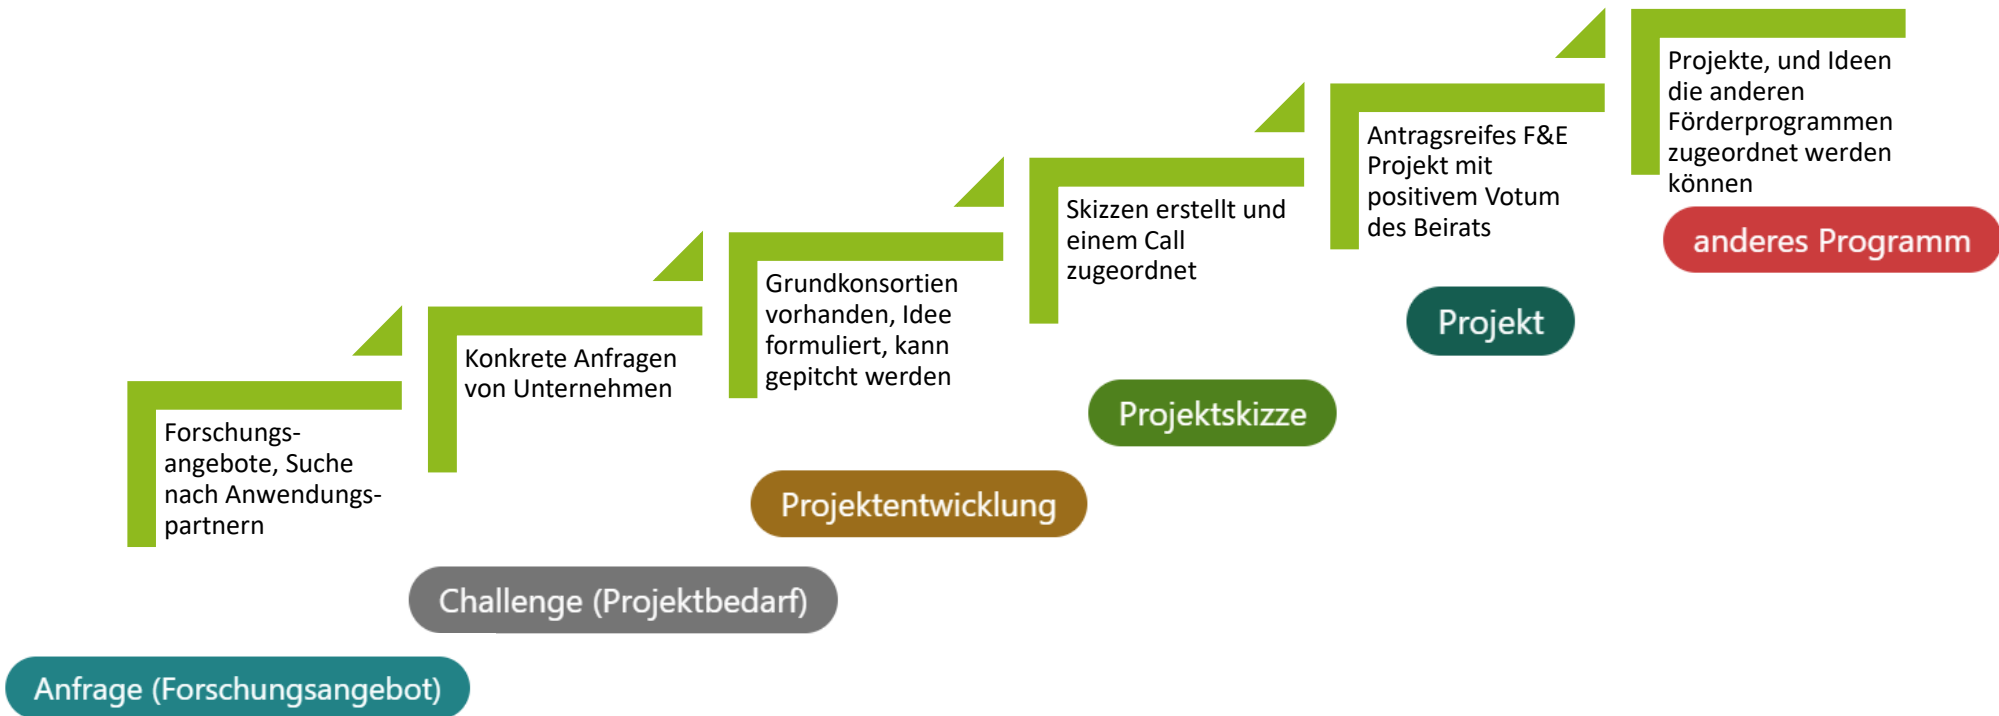 Forschungs-
angebote, Suche
nach Anwendungs-
partnern
Anfrage (Forschungsangebot)
Konkrete Anfragen
von Unternehmen
Challenge (Projektbedarf)
Grundkonsortien
vorhanden, Idee
formuliert, kann
gepitcht werden
Projektentwicklung
Skizzen erstellt und
einem Call
zugeordnet
Projektskizze
Antragsreifes F&E
Projekt mit
positivem Votum
des Beirats
Projekt
Projekte, und Ideen
die anderen
Förderprogrammen
zugeordnet werden
können
anderes Programm